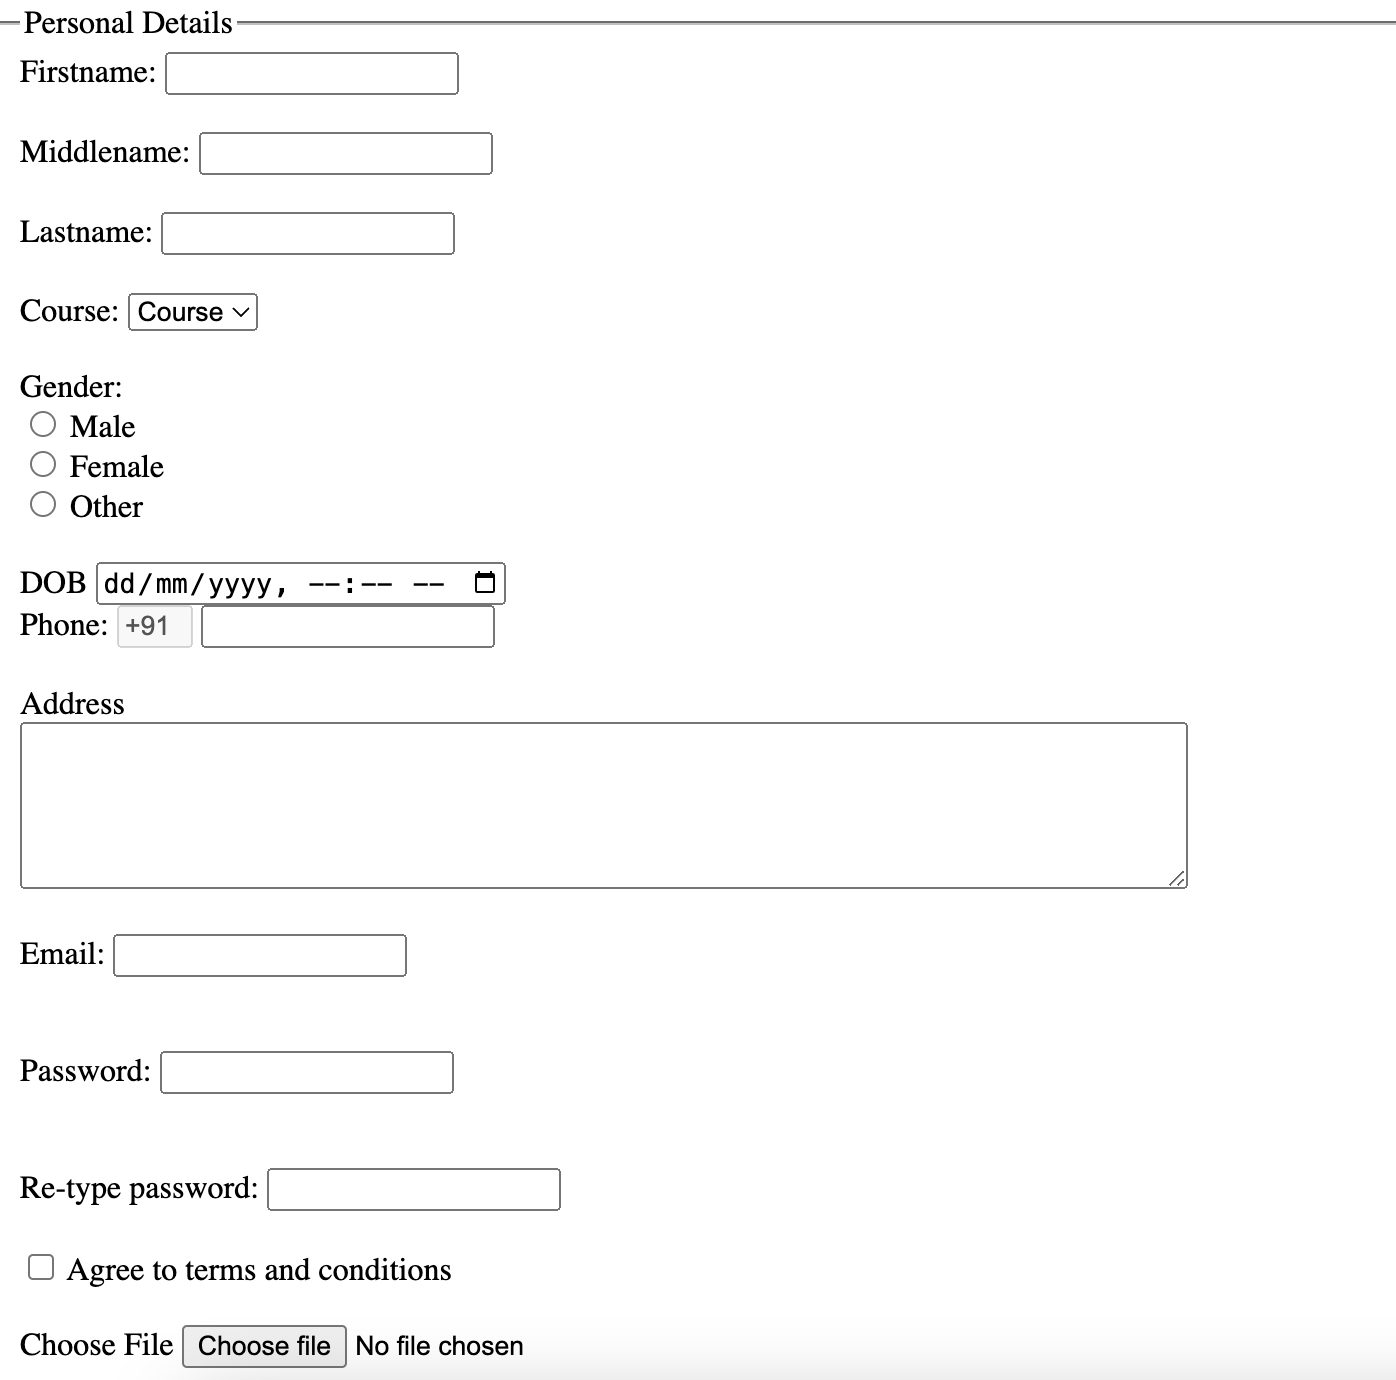 Personal Details
Firstname:
Middlename:
Lastname:
Course: Course
Gender:
Male
Female
Other
DOB dd/mm/yyyy, --:-- --
Phone: +91
Address
Email:
Password:
Re-type password:
Agree to terms and conditions
Choose File Choose file No file chosen